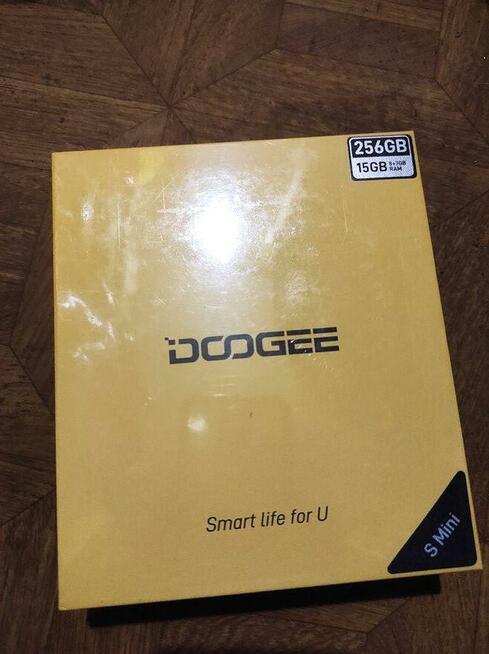 256GB
15GB 8+7GB
RAM
DOOGEE
Smart life for U
S Mini